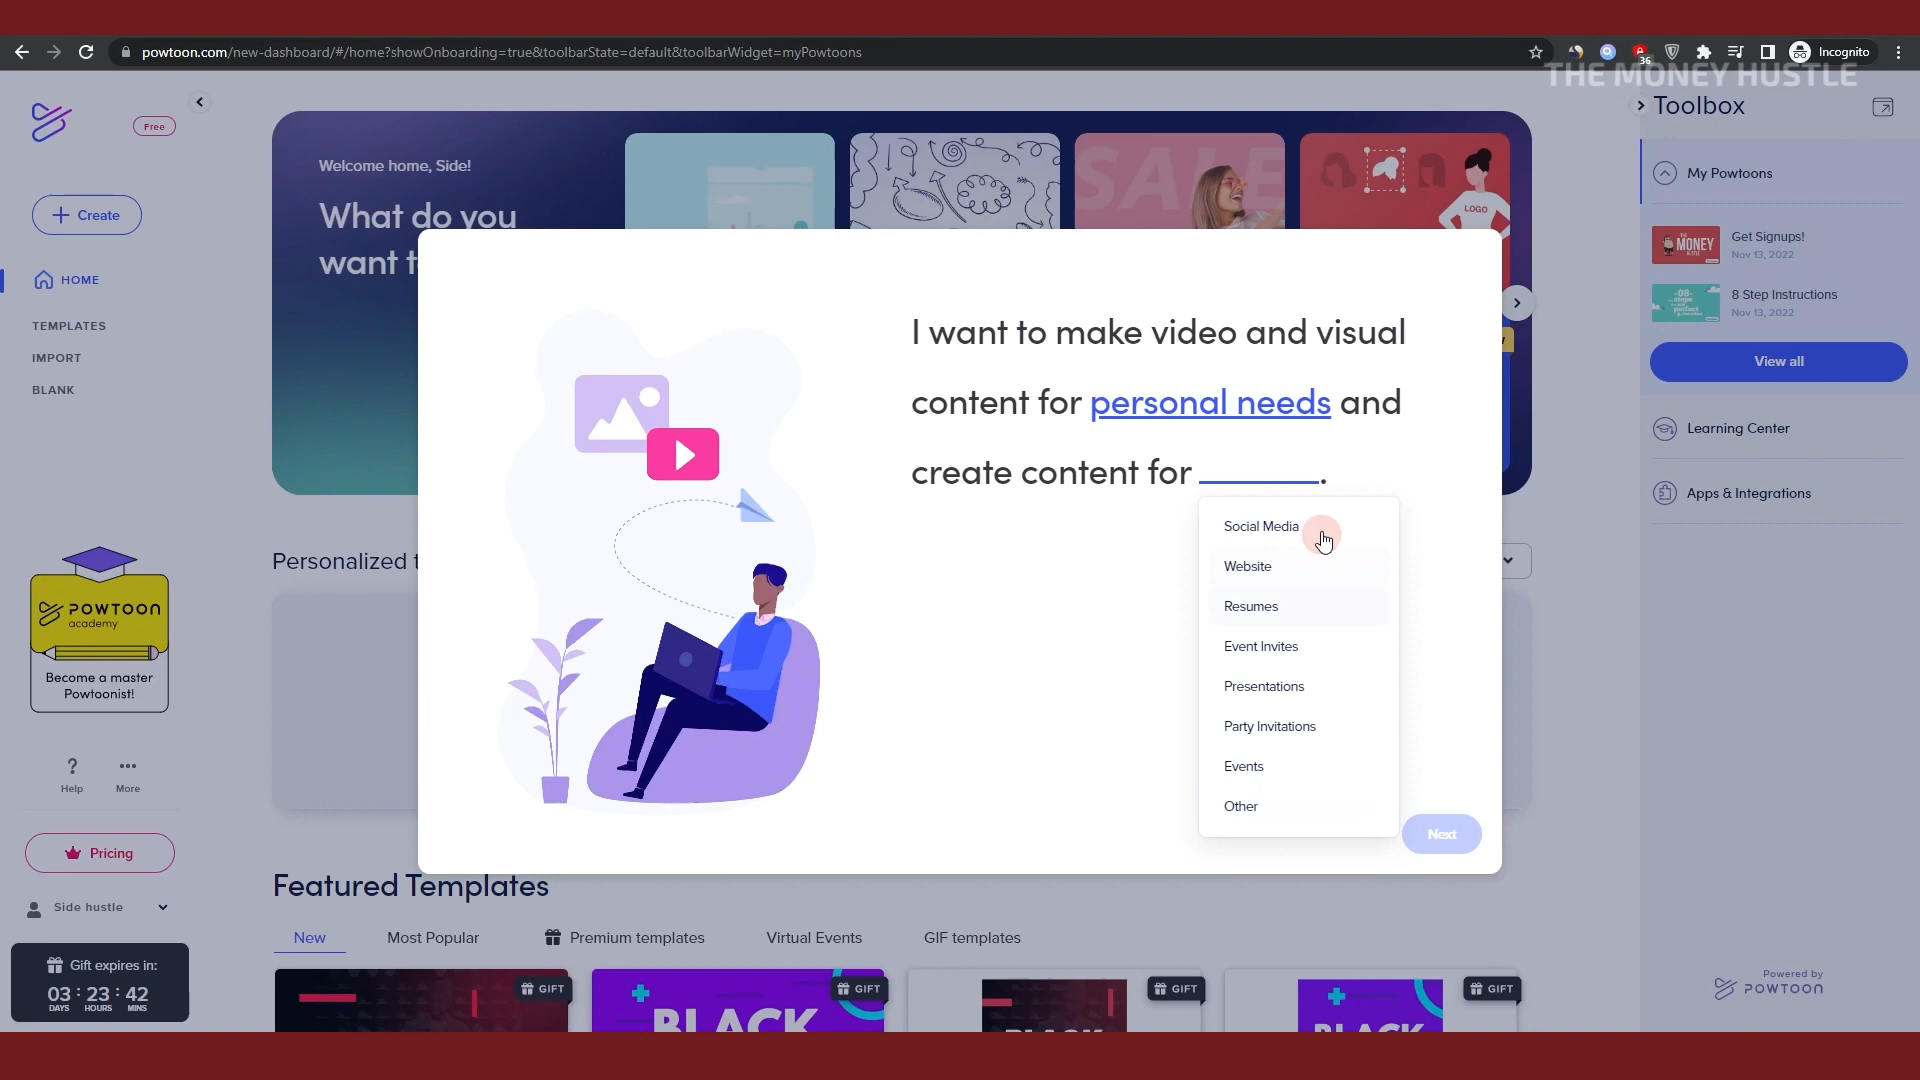 powtoon.com/new-dashboard/#/home?showOnboarding=true&toolbarState=default&toolbarWidget=myPowtoons
36
Incognito
THE MONEY HUSTLE
Free
Create
HOME
TEMPLATES
IMPORT
BLANK
POWTOON
academy
Become a master
Powtoonist!
Help
More
Pricing
Side hustle
Gift expires in:
03 : 23 : 42
DAYS HOURS MINS
Welcome home, Side!
What do you
want t
SALE
LOGO
I want to make video and visual
content for personal needs and
create content for ______.
Social Media
Website
Resumes
Event Invites
Presentations
Party Invitations
Events
Other
Next
Personalized t
Featured Templates
New
Most Popular
Premium templates
Virtual Events
GIF templates
GIFT
BLACK
GIFT
BLACK
GIFT
BLACK
GIFT
Toolbox
My Powtoons
THE MONEY
Get Signups!
Nov 13, 2022
8 Step Instructions
Nov 13, 2022
View all
Learning Center
Apps & Integrations
Powered by
POWTOON